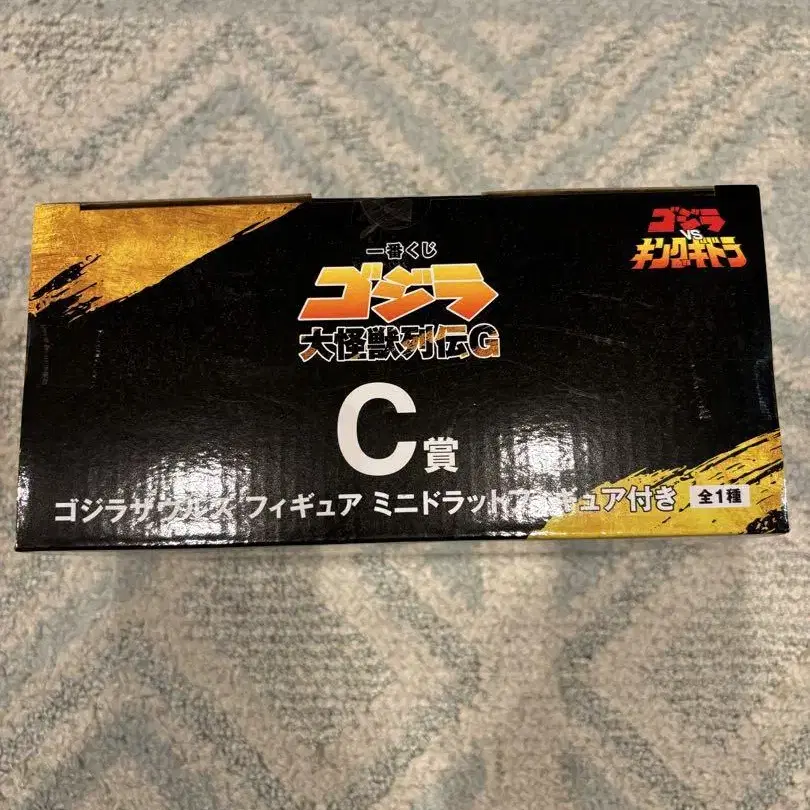 一番くじ
ゴジラ
大怪獣列伝G
C賞
ゴジラザウルス フィギュア ミニドラット フィギュア付き 全1種
ゴジラ
VS
キングギドラ